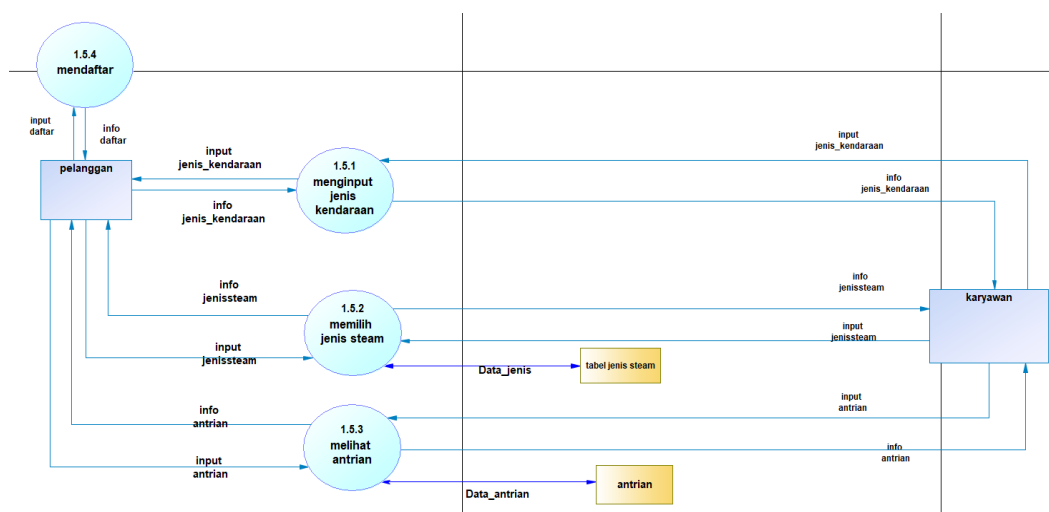 1.5.4
mendaftar
input
daftar
info
daftar
pelanggan
input
jenis_kendaraan
info
jenis_kendaraan
1.5.1
menginput
jenis
kendaraan
input
jenis_kendaraan
info
jenis_kendaraan
info
jenissteam
input
jenissteam
1.5.2
memilih
jenis steam
info
jenissteam
input
jenissteam
karyawan
Data_jenis
tabel jenis steam
info
antrian
input
antrian
1.5.3
melihat
antrian
input
antrian
info
antrian
Data_antrian
antrian